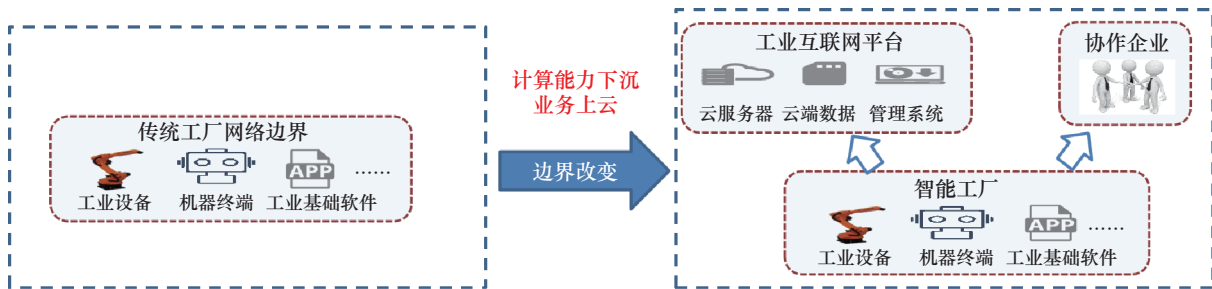 传统工厂网络边界
APP
……
工业设备 机器终端 工业基础软件
计算能力下沉
业务上云
边界改变
工业互联网平台
云服务器 云端数据 管理系统
协作企业
智能工厂
APP
……
工业设备 机器终端 工业基础软件